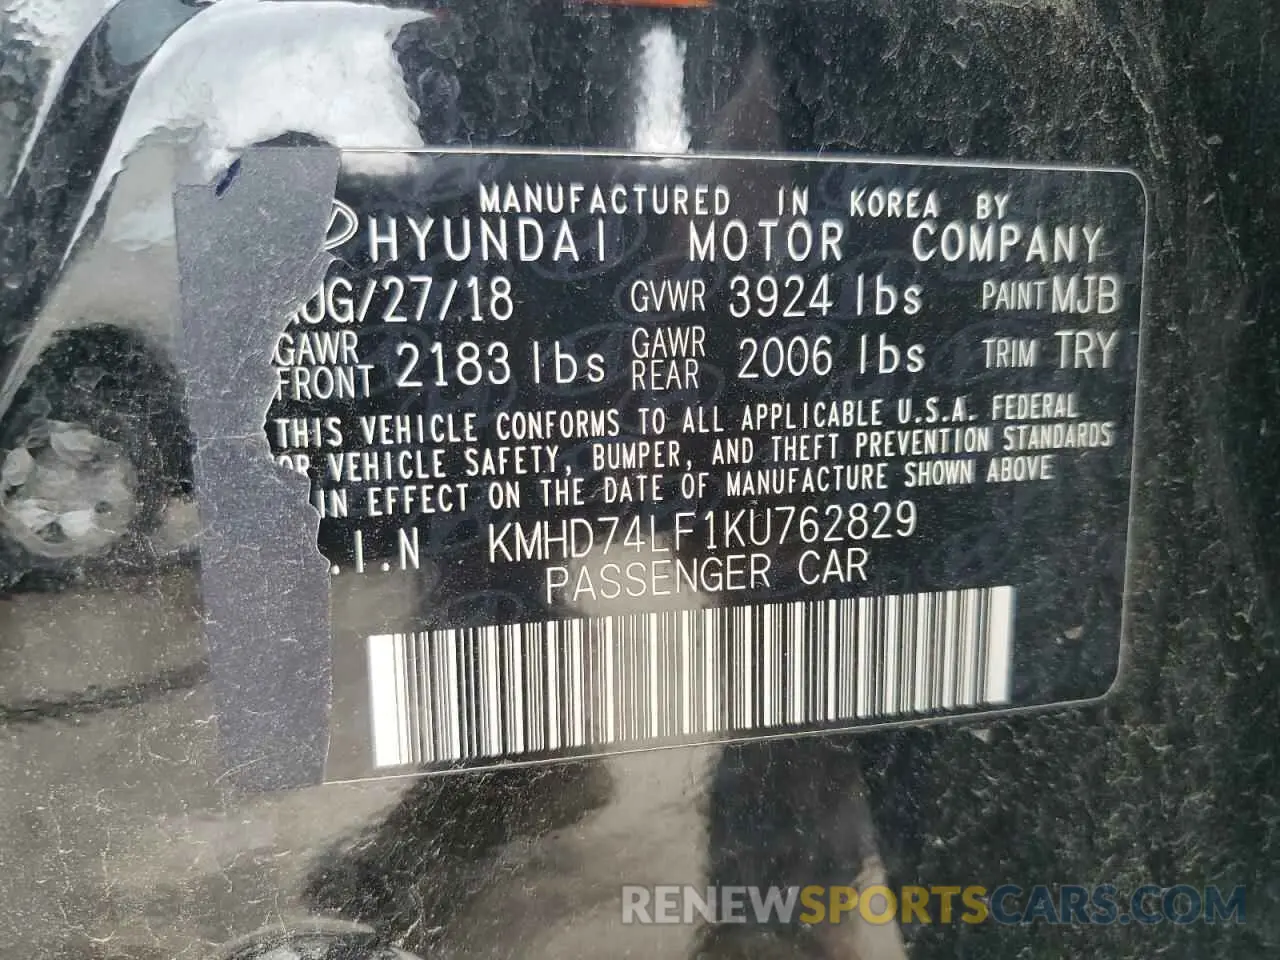 MANUFACTURED IN KOREA BY
HYUNDAI MOTOR COMPANY
AUG/27/18 GVWR 3924 lbs PAINT MJB
GAWR FRONT 2183 lbs GAWR REAR 2006 lbs TRIM TRY
THIS VEHICLE CONFORMS TO ALL APPLICABLE U.S.A. FEDERAL
OR VEHICLE SAFETY, BUMPER, AND THEFT PREVENTION STANDARDS
IN EFFECT ON THE DATE OF MANUFACTURE SHOWN ABOVE
.I.N KMHD74LF1KU762829
PASSENGER CAR
RENEWSPORTSCARS.COM